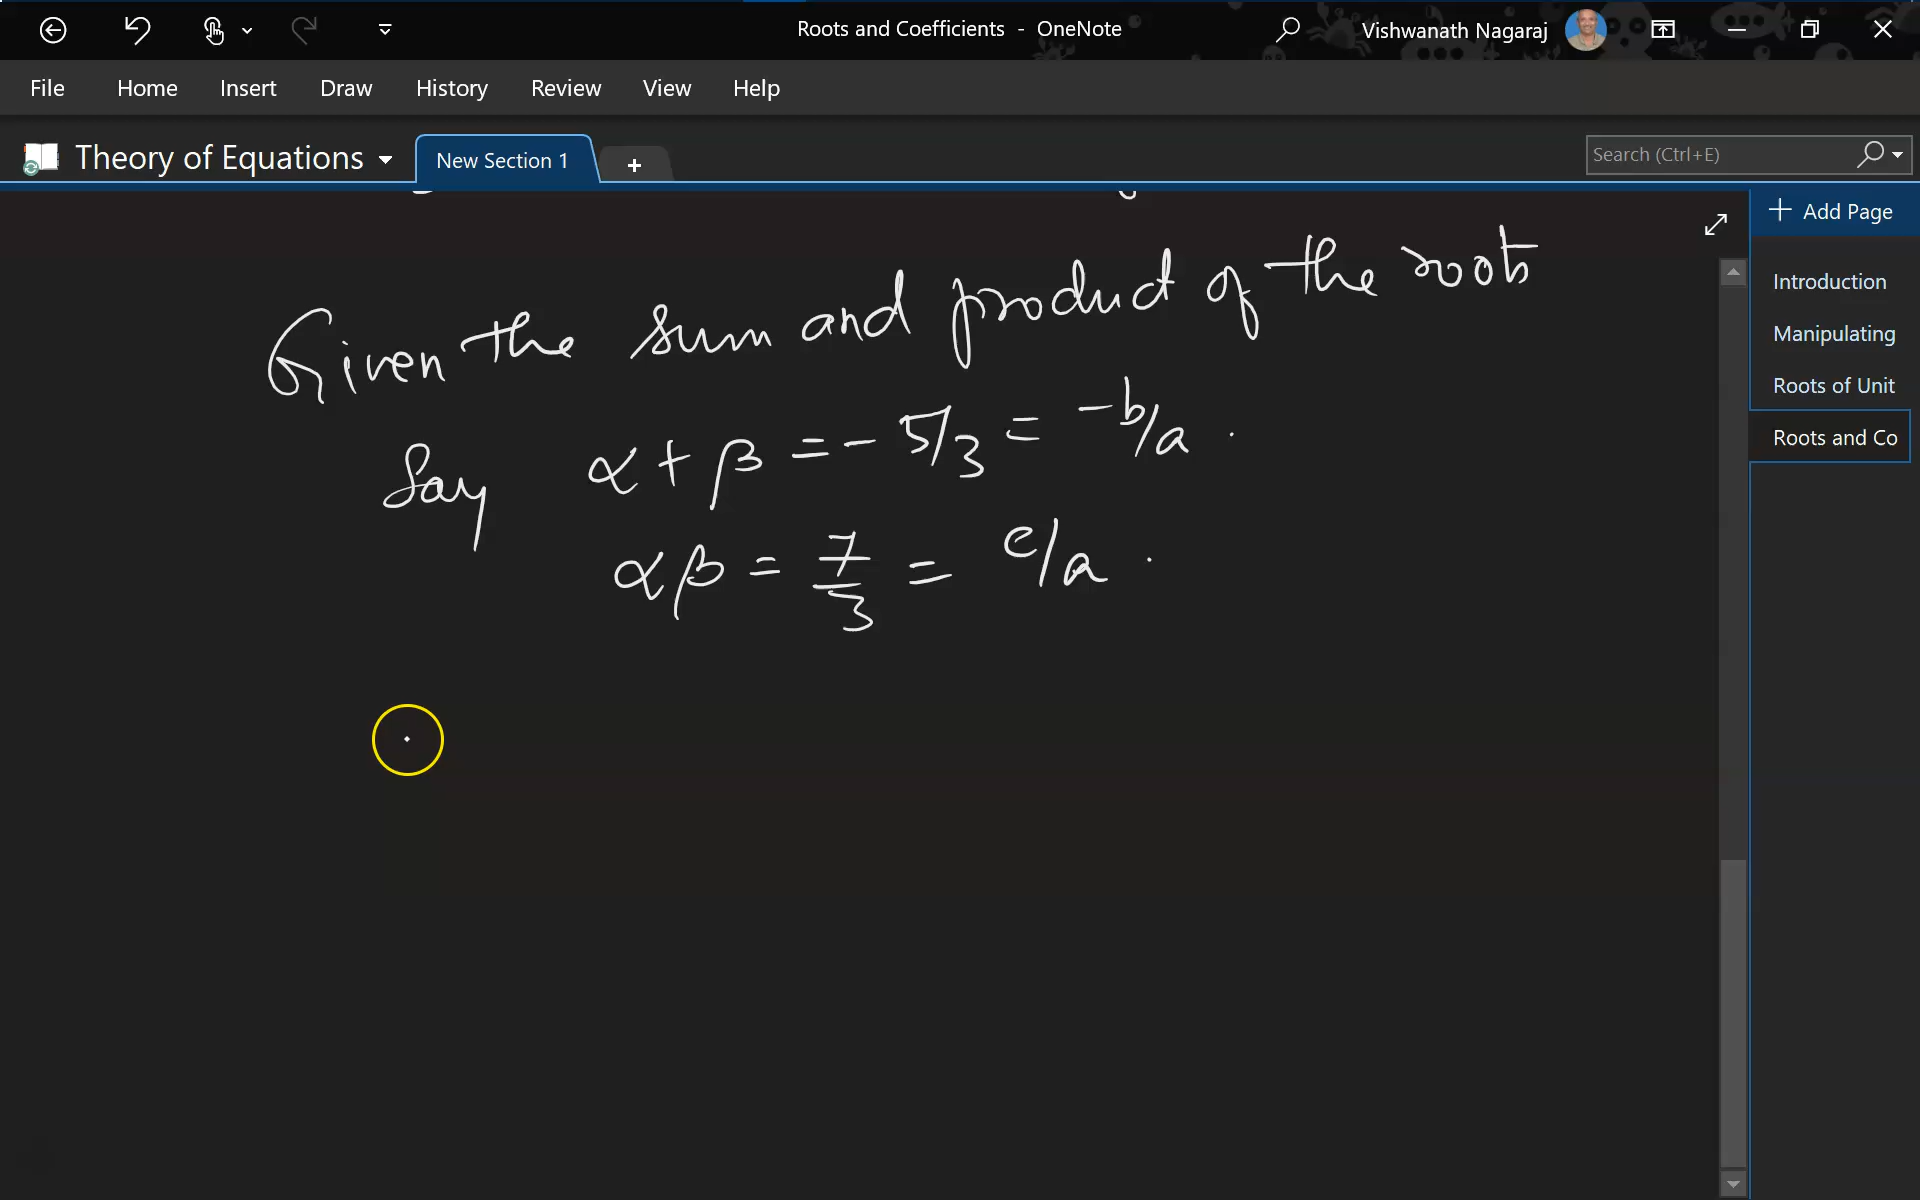 Roots and Coefficients - OneNote
Vishwanath Nagaraj
File Home Insert Draw History Review View Help
Theory of Equations
New Section 1
+
Search (Ctrl+E)
Add Page
Introduction
Manipulating
Roots of Unit
Roots and Co
Given the sum and product of the roots
Say α + β = - 5/3 = -b/a .
αβ = 7/3 = c/a .